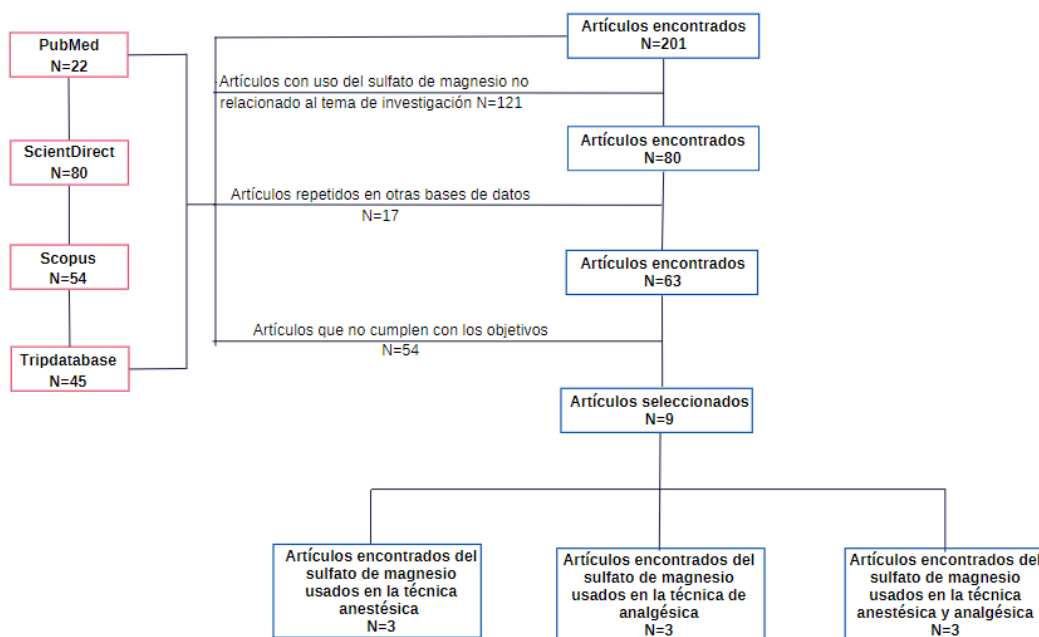 PubMed
N=22
ScientDirect
N=80
Scopus
N=54
Tripdatabase
N=45
Artículos encontrados
N=201
Artículos con uso del sulfato de magnesio no
relacionado al tema de investigación N=121
Artículos encontrados
N=80
Artículos repetidos en otras bases de datos
N=17
Artículos encontrados
N=63
Artículos que no cumplen con los objetivos
N=54
Artículos seleccionados
N=9
Artículos encontrados del
sulfato de magnesio
usados en la técnica
anestésica
N=3
Artículos encontrados del
sulfato de magnesio
usados en la técnica de
analgésica
N=3
Artículos encontrados del
sulfato de magnesio
usados en la técnica
anestésica y analgésica
N=3